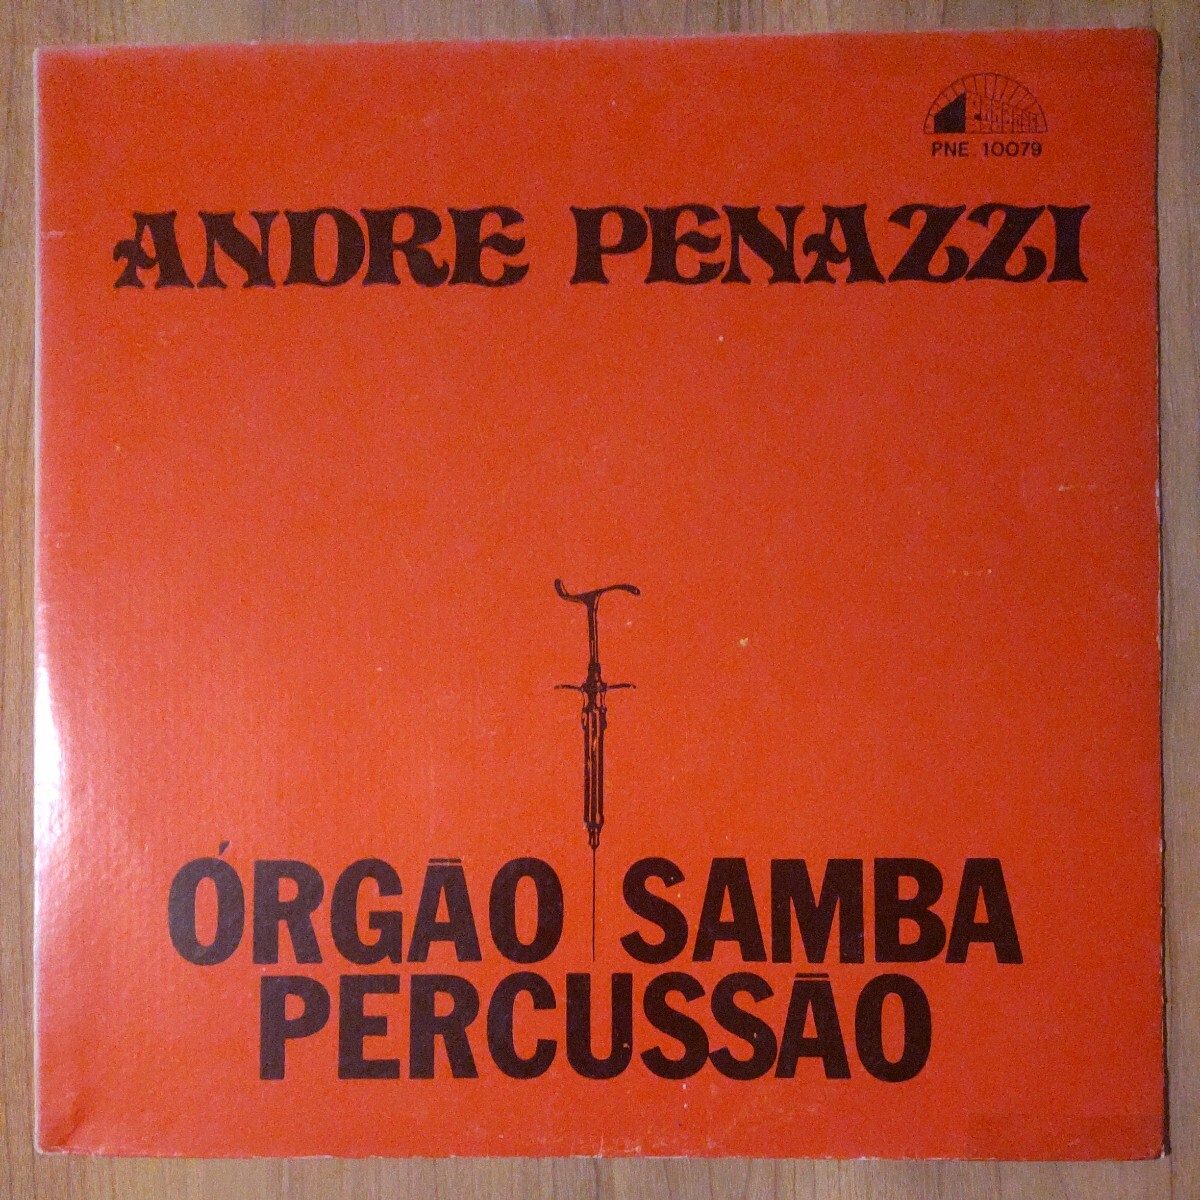 PNE. 10079
ANDRE PENAZZI
ÓRGÃO SAMBA
PERCUSSÃO